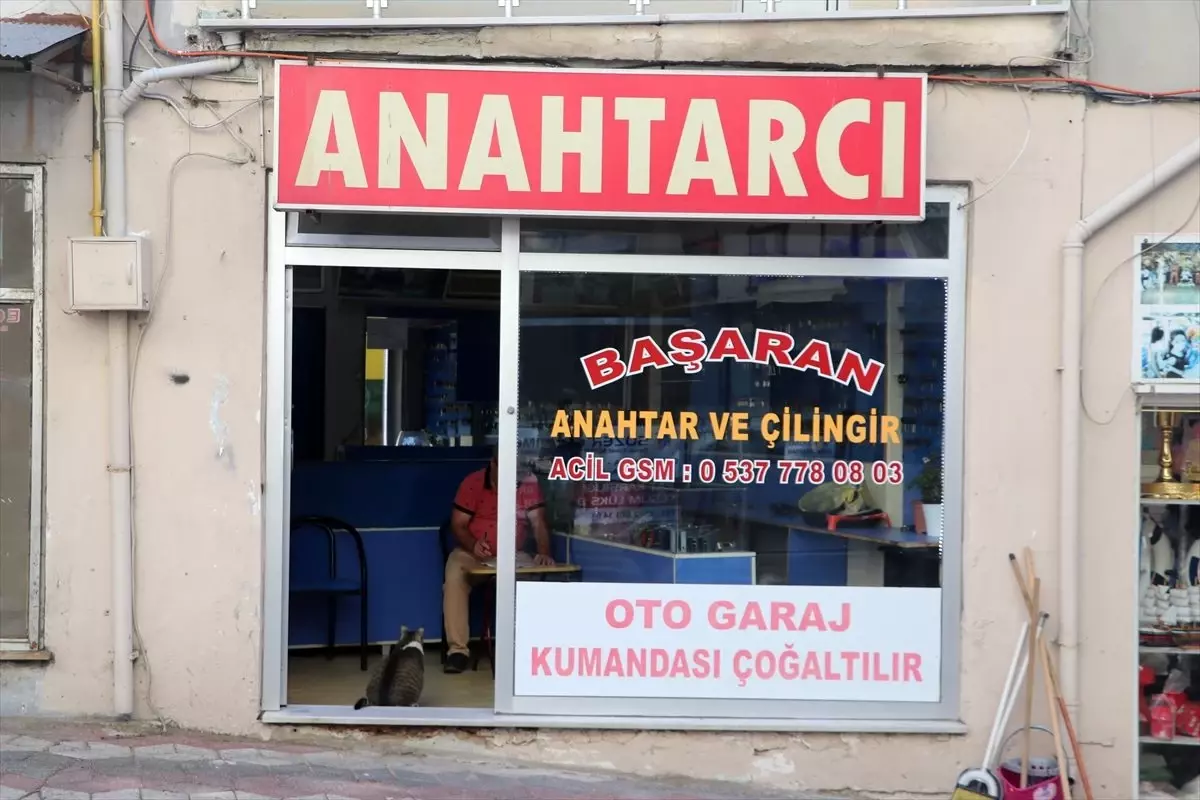 ANAHTARCI
BAŞARAN
ANAHTAR VE ÇİLİNGİR
ACİL GSM : 0 537 778 08 03
OTO GARAJ
KUMANDASI ÇOĞALTILIR